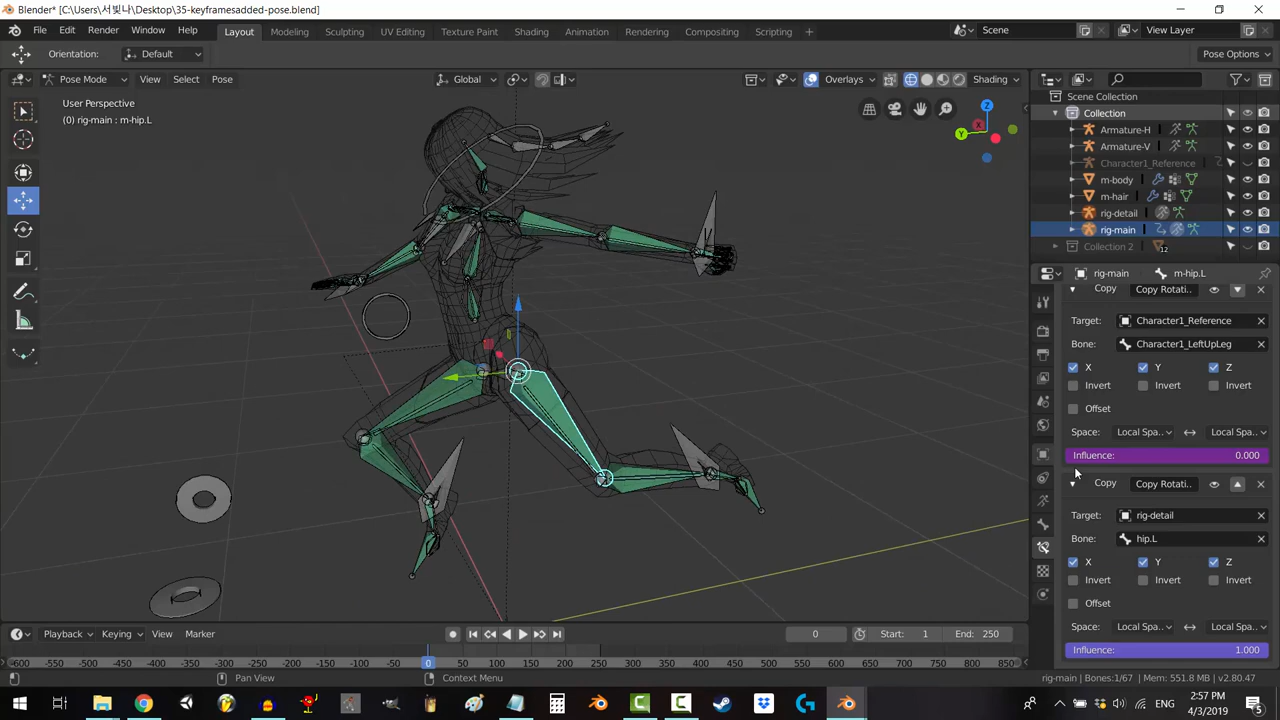 Blender* [C:\Users\서빛나\Desktop\35-keyframesadded-pose.blend]
File Edit Render Window Help Layout Modeling Sculpting UV Editing Texture Paint Shading Animation Rendering Compositing Scripting + Scene View Layer
Orientation: Default Pose Options
Pose Mode View Select Pose Global Overlays Shading
User Perspective
(0) rig-main : m-hip.L
Z
X
Y
Scene Collection
Collection
Armature-H
Armature-V
Character1_Reference
m-body
m-hair
rig-detail
rig-main
Collection 2
12
rig-main m-hip.L
Copy Copy Rotati..
Target: Character1_Reference
Bone: Character1_LeftUpLeg
X Y Z
Invert Invert Invert
Offset
Space: Local Spa.. Local Spa..
Influence: 0.000
Copy Copy Rotati..
Target: rig-detail
Bone: hip.L
X Y Z
Invert Invert Invert
Offset
Space: Local Spa.. Local Spa..
Influence: 1.000
Playback Keying View Marker 0 Start: 1 End: 250
-600 -550 -500 -450 -400 -350 -300 -250 -200 -150 -100 -50 0 50 100 150 200 250 300 350 400 450 500 550 600 650 700 750 800 850
Pan View Context Menu rig-main | Bones:1/67 | Mem: 551.8 MB | v2.80.47
ENG 2:57 PM
4/3/2019
5